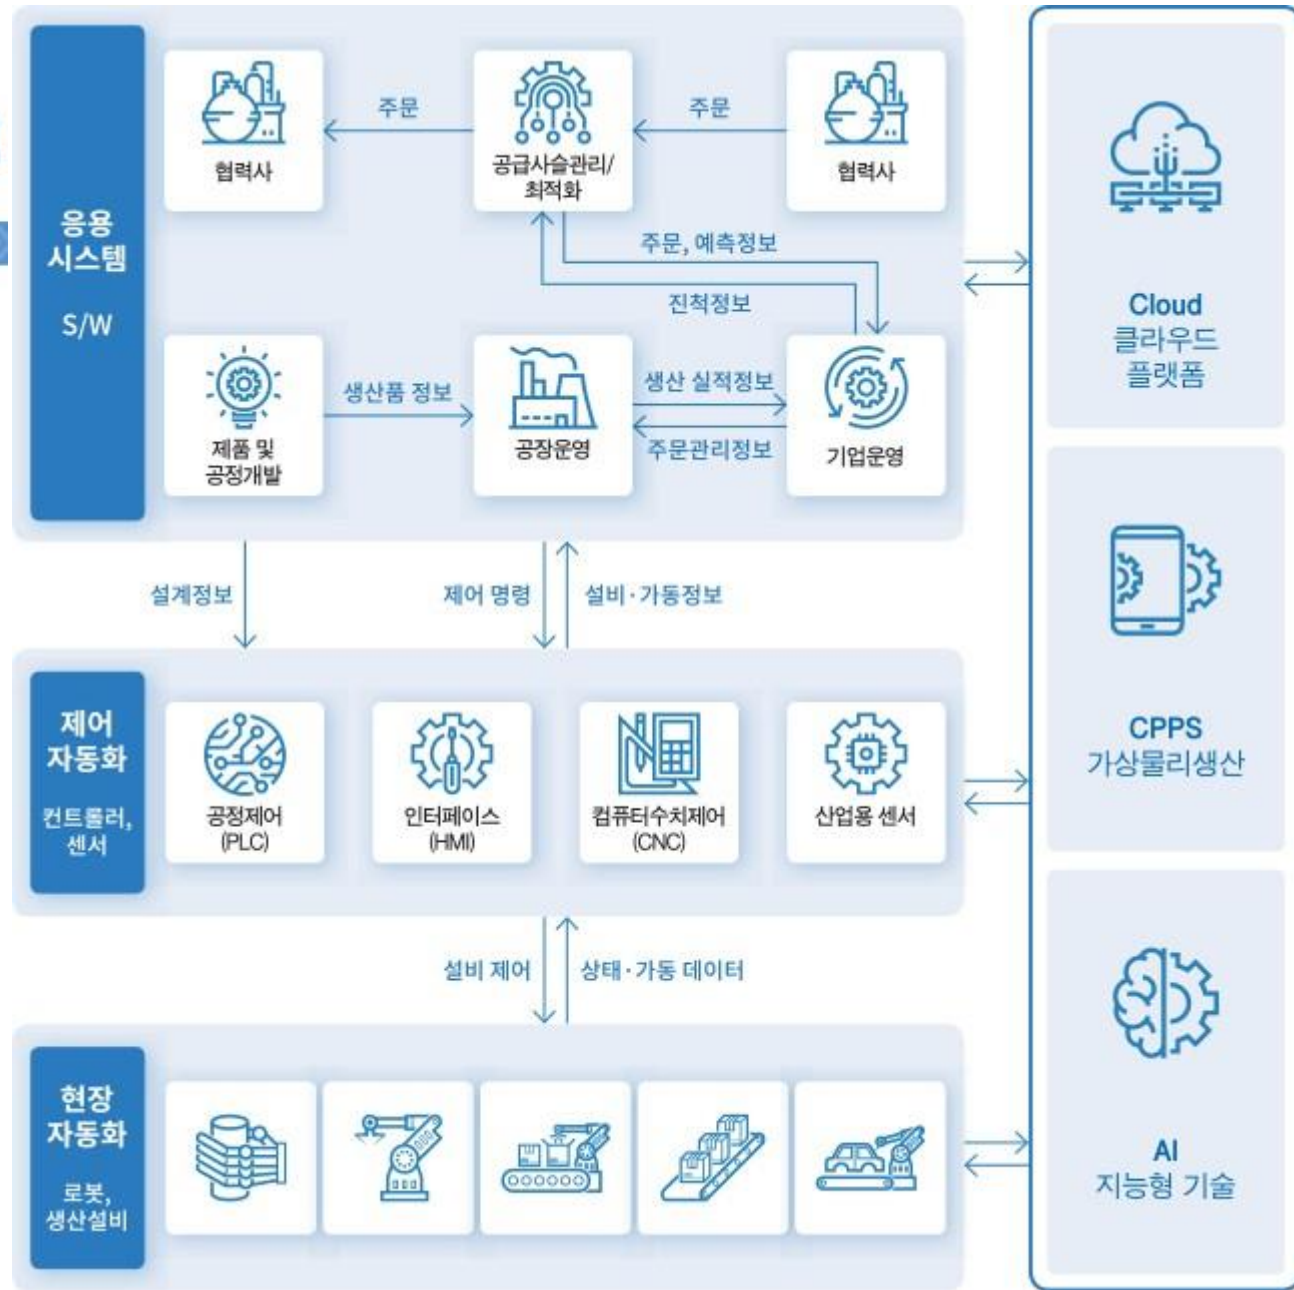 응용
시스템
S/W
협력사
주문
공급사슬관리/
최적화
주문
협력사
주문, 예측정보
진척정보
제품 및
공정개발
생산품 정보
공장운영
생산 실적정보
주문관리정보
기업운영
설계정보
제어 명령
설비·가동정보
제어
자동화
컨트롤러,
센서
공정제어
(PLC)
인터페이스
(HMI)
컴퓨터수치제어
(CNC)
산업용 센서
설비 제어
상태·가동 데이터
현장
자동화
로봇,
생산설비
Cloud
클라우드
플랫폼
CPPS
가상물리생산
AI
지능형 기술